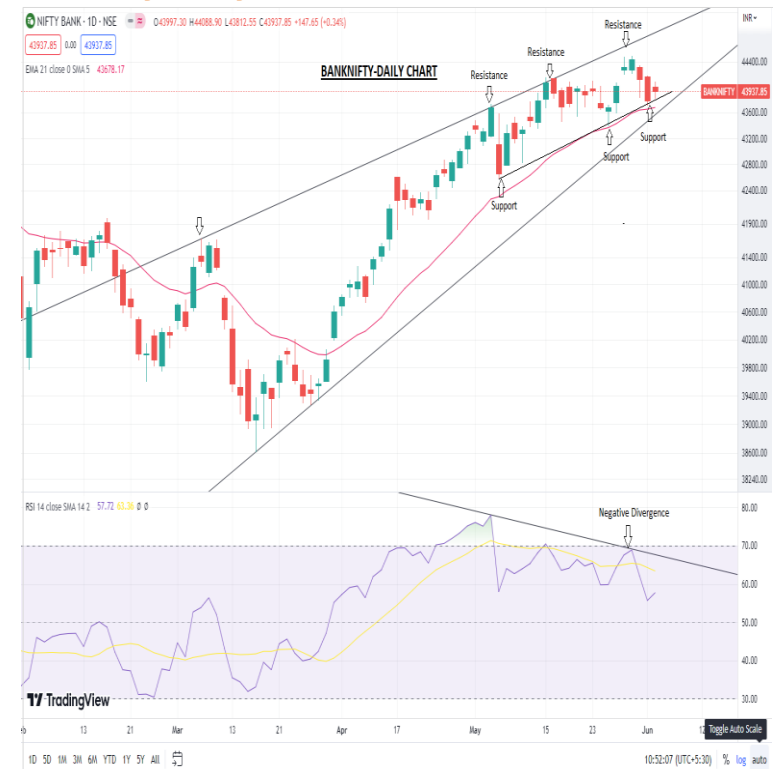 NIFTY BANK · 1D · NSE O43997.30 H44088.90 L43812.55 C43937.85 +147.65 (+0.34%)
43937.85 0.00 43937.85
EMA 21 close 0 SMA 5 43678.17
BANKNIFTY-DAILY CHART
Resistance
Resistance
Resistance
Support
Support
Support
INR
44400.00
BANKNIFTY 43937.85
43600.00
43200.00
42800.00
42400.00
41900.00
41400.00
41000.00
40600.00
40000.00
39400.00
39000.00
38600.00
38240.00
RSI 14 close SMA 14 2 57.72 63.36 Ø Ø
Negative Divergence
80.00
70.00
60.00
50.00
40.00
30.00
TradingView
13 21 Mar 13 21 Apr 17 May 15 23 Jun
Toggle Auto Scale
1D 5D 1M 3M 6M YTD 1Y 5Y All
10:52:07 (UTC+5:30) % log auto